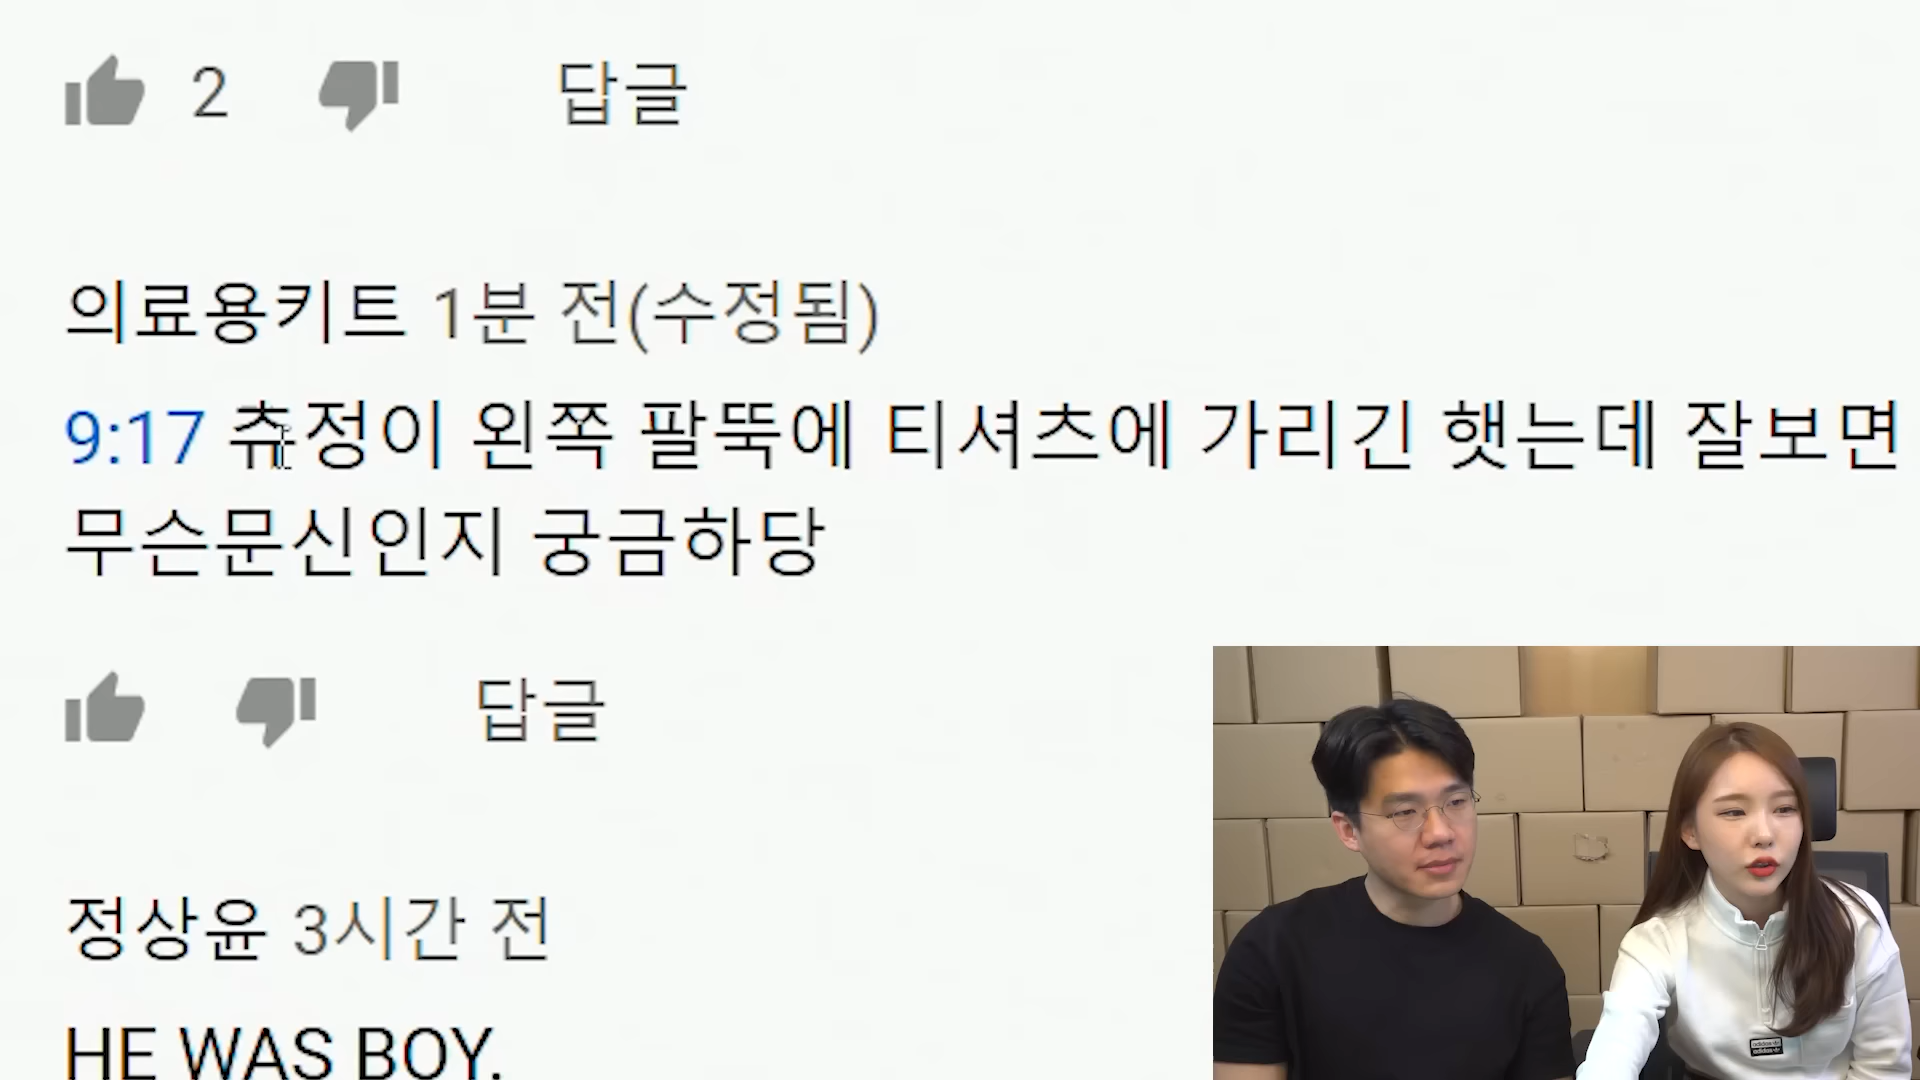 2 답글
의료용키트 1분 전(수정됨)
9:17 츄정이 왼쪽 팔뚝에 티셔츠에 가리긴 햇는데 잘보면
무슨문신인지 궁금하당
답글
정상윤 3시간 전
HE WAS BOY.
adidas
adidas